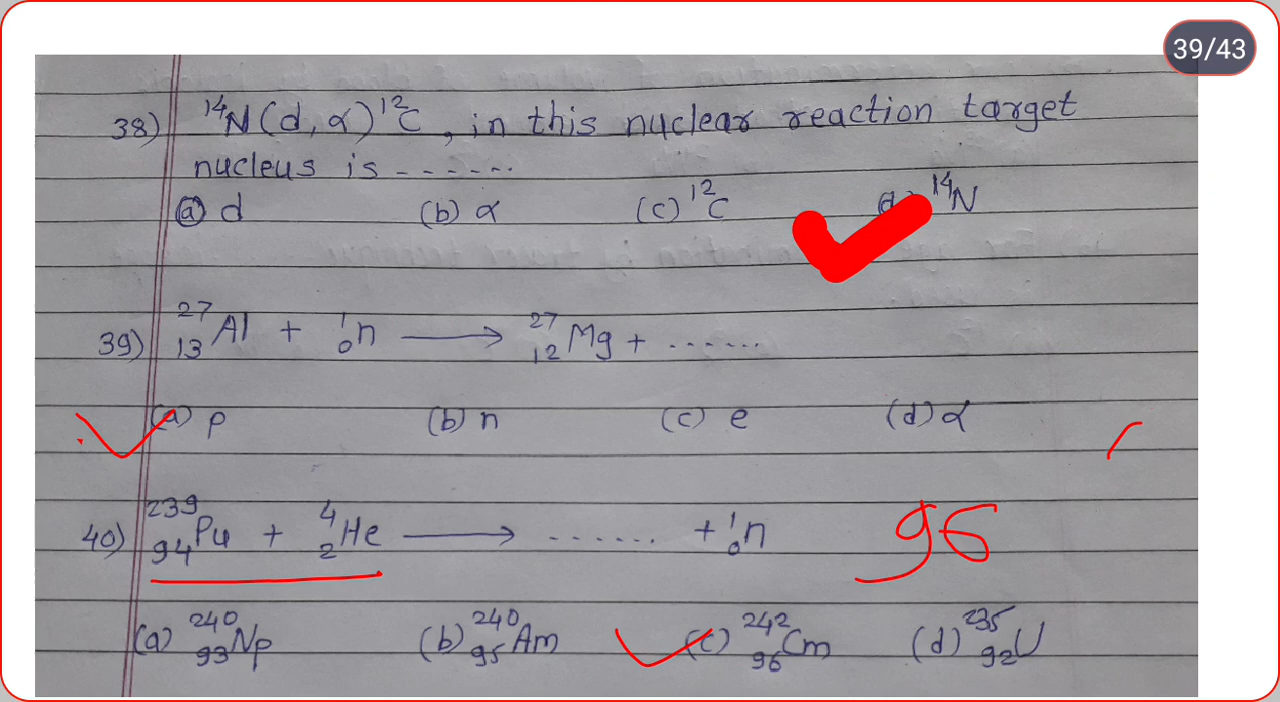 39/43
38) ¹⁴N(d,α)¹²C, in this nuclear reaction target
nucleus is ------
(a) d (b) α (c) ¹²C (d) ¹⁴N
39) ²⁷₁₃Al + ¹₀n ⟶ ²⁷₁₂Mg + ......
(a) p (b) n (c) e (d) α
40) ²³⁹₉₄Pu + ⁴₂He ⟶ ...... + ¹₀n 96
(a) ²⁴⁰₉₃Np (b) ²⁴⁰₉₅Am (c) ²⁴²₉₆Cm (d) ²³⁵₉₂U